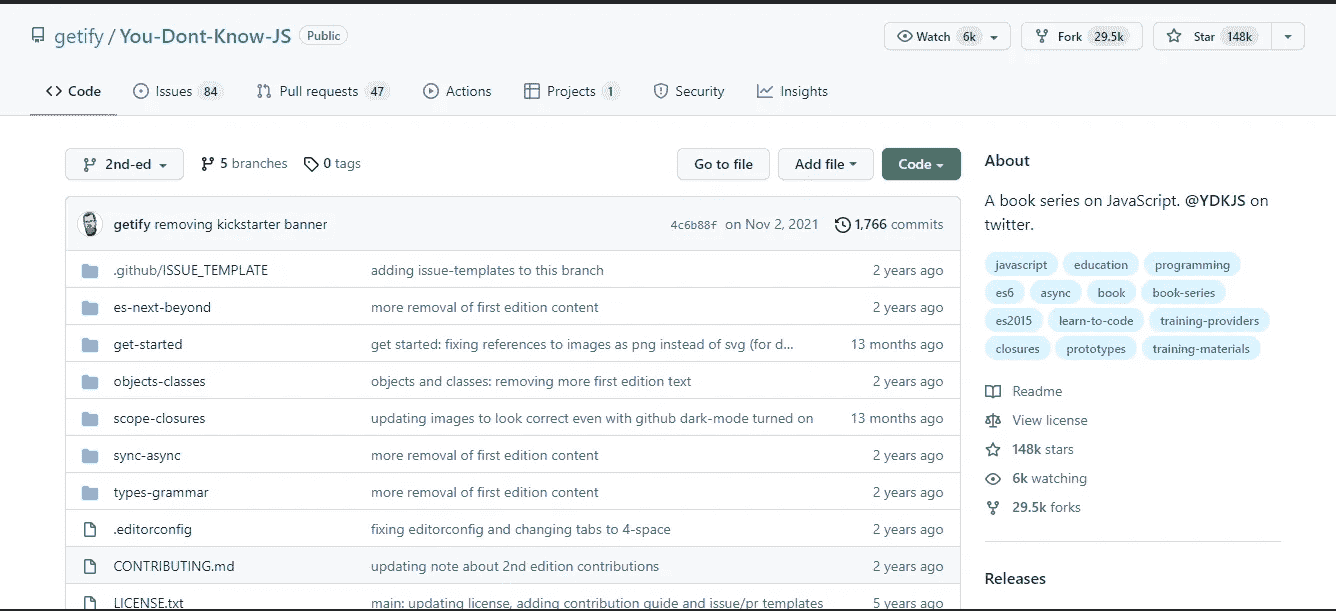 getify / You-Dont-Know-JS Public
Watch 6k Fork 29.5k Star 148k
Code Issues 84 Pull requests 47 Actions Projects 1 Security Insights
2nd-ed 5 branches 0 tags Go to file Add file Code
getify removing kickstarter banner 4c6b88f on Nov 2, 2021 1,766 commits
.github/ISSUE_TEMPLATE adding issue-templates to this branch 2 years ago
es-next-beyond more removal of first edition content 2 years ago
get-started get started: fixing references to images as png instead of svg (for d... 13 months ago
objects-classes objects and classes: removing more first edition text 2 years ago
scope-closures updating images to look correct even with github dark-mode turned on 13 months ago
sync-async more removal of first edition content 2 years ago
types-grammar more removal of first edition content 2 years ago
.editorconfig fixing editorconfig and changing tabs to 4-space 2 years ago
CONTRIBUTING.md updating note about 2nd edition contributions 2 years ago
LICENSE.txt main: updating license, adding contribution guide and issue/pr templates 5 years ago
About
A book series on JavaScript. @YDKJS on
twitter.
javascript education programming
es6 async book book-series
es2015 learn-to-code training-providers
closures prototypes training-materials
Readme
View license
148k stars
6k watching
29.5k forks
Releases